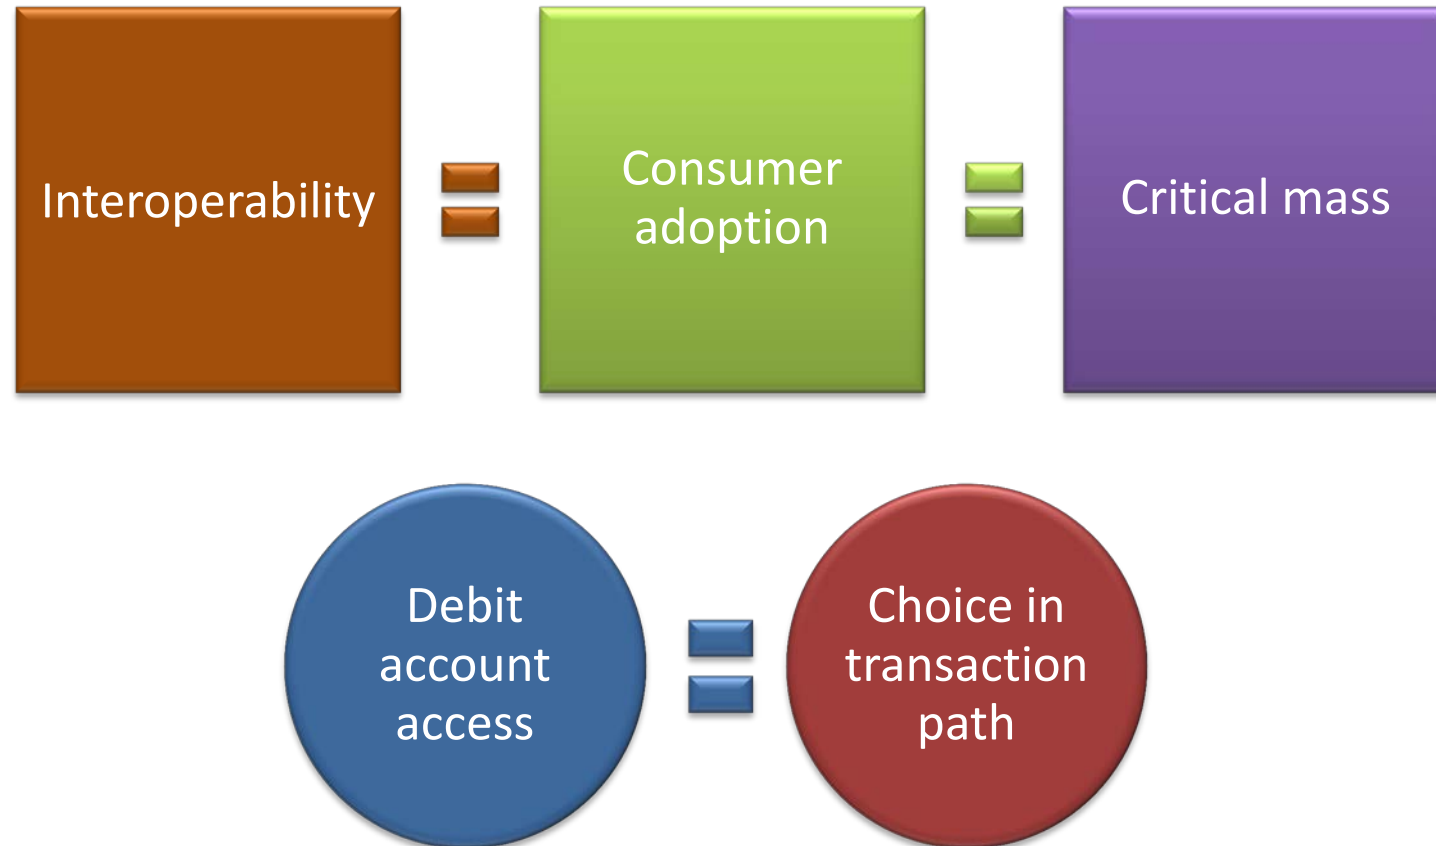 Interoperability
Consumer
adoption
Critical mass
Debit
account
access
Choice in
transaction
path